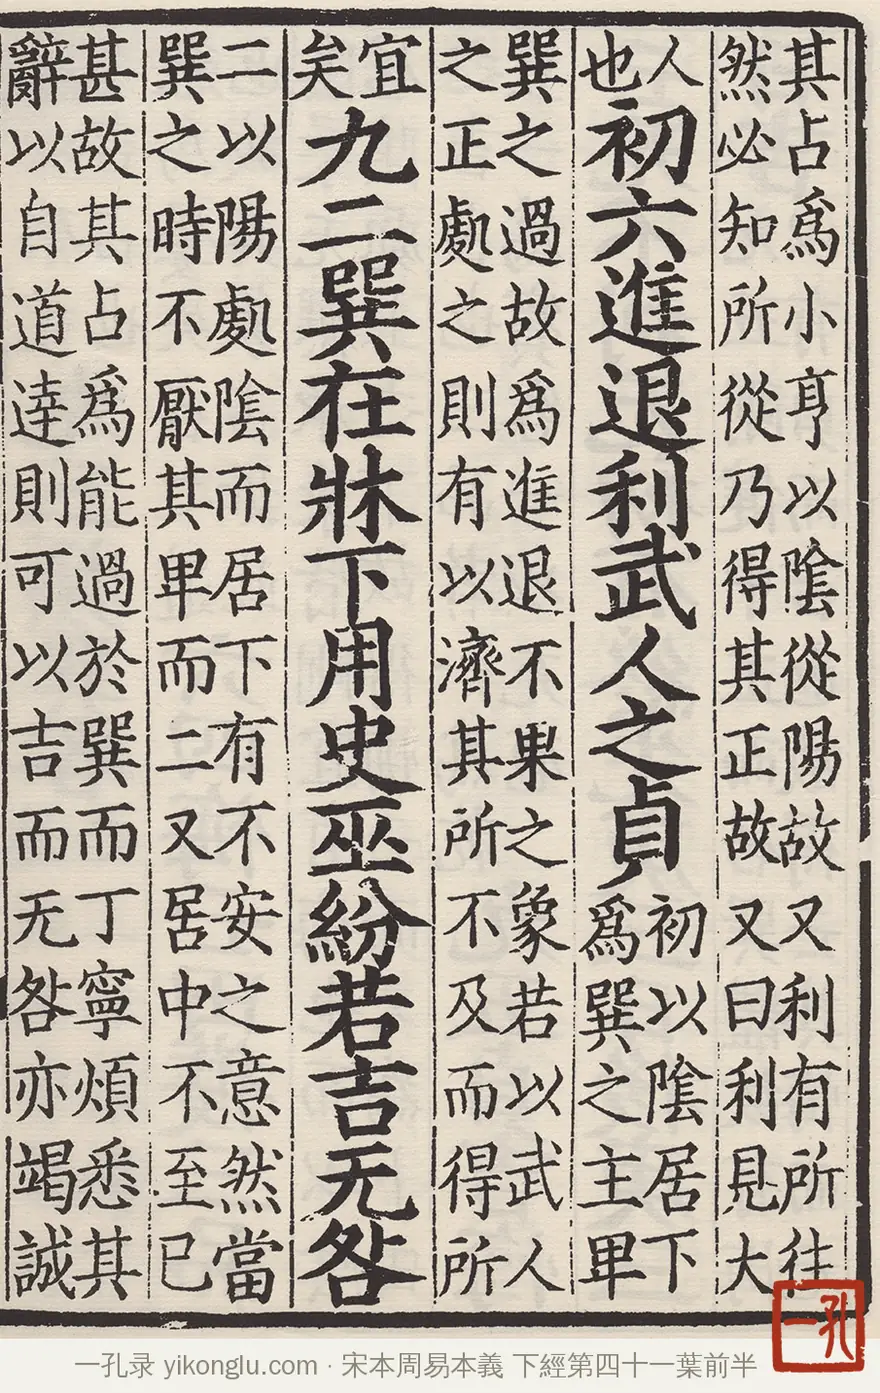 其占爲小亨以陰從陽故又利有所往
然必知所從乃得其正故又曰利見大
人
也
初六進退利武人之貞
初以陰居下
爲巽之主卑
巽之過故爲進退不果之象若以武人
之正處之則有以濟其所不及而得所
宜
矣
九二巽在牀下用史巫紛若吉无咎
二以陽處陰而居下有不安之意然當
巽之時不厭其卑而二又居中不至已
甚故其占爲能過於巽而丁寧煩悉其
辭以自道達則可以吉而无咎亦竭誠
一孔
一孔录 yikonglu.com · 宋本周易本義 下經第四十一葉前半